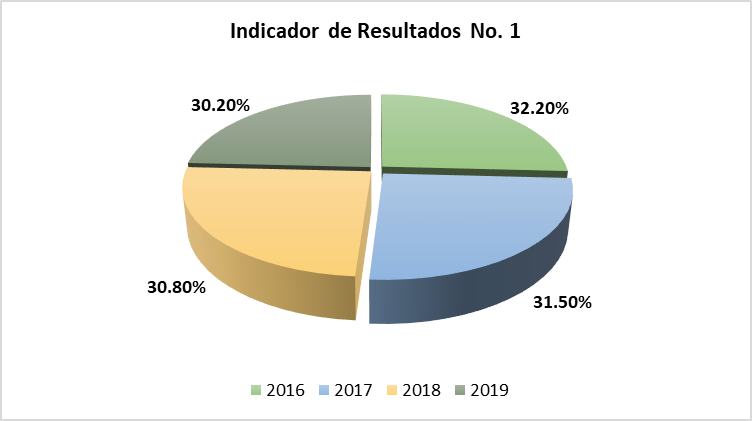 Indicador de Resultados No. 1
30.20%
32.20%
30.80%
31.50%
2016 2017 2018 2019